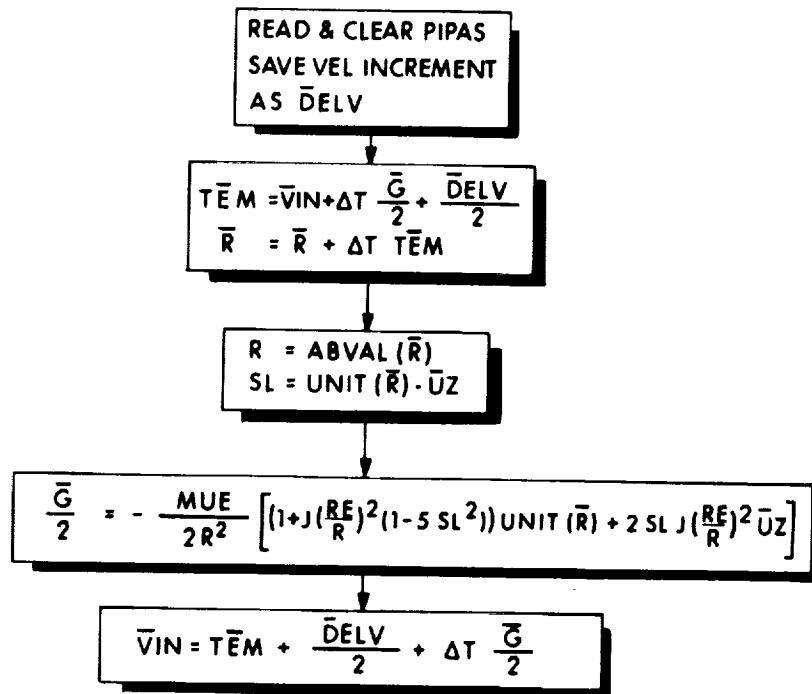 READ & CLEAR PIPAS
SAVE VEL INCREMENT
AS D̄ELV
TĒM = V̄IN + ΔT Ḡ/2 + D̄ELV/2
R̄ = R̄ + ΔT TĒM
R = ABVAL (R̄)
SL = UNIT (R̄) · ŪZ
Ḡ/2 = - MUE/2R² [(1+J(RE/R)²(1-5 SL²)) UNIT (R̄) + 2 SL J(RE/R)² ŪZ]
V̄IN = TĒM + D̄ELV/2 + ΔT Ḡ/2